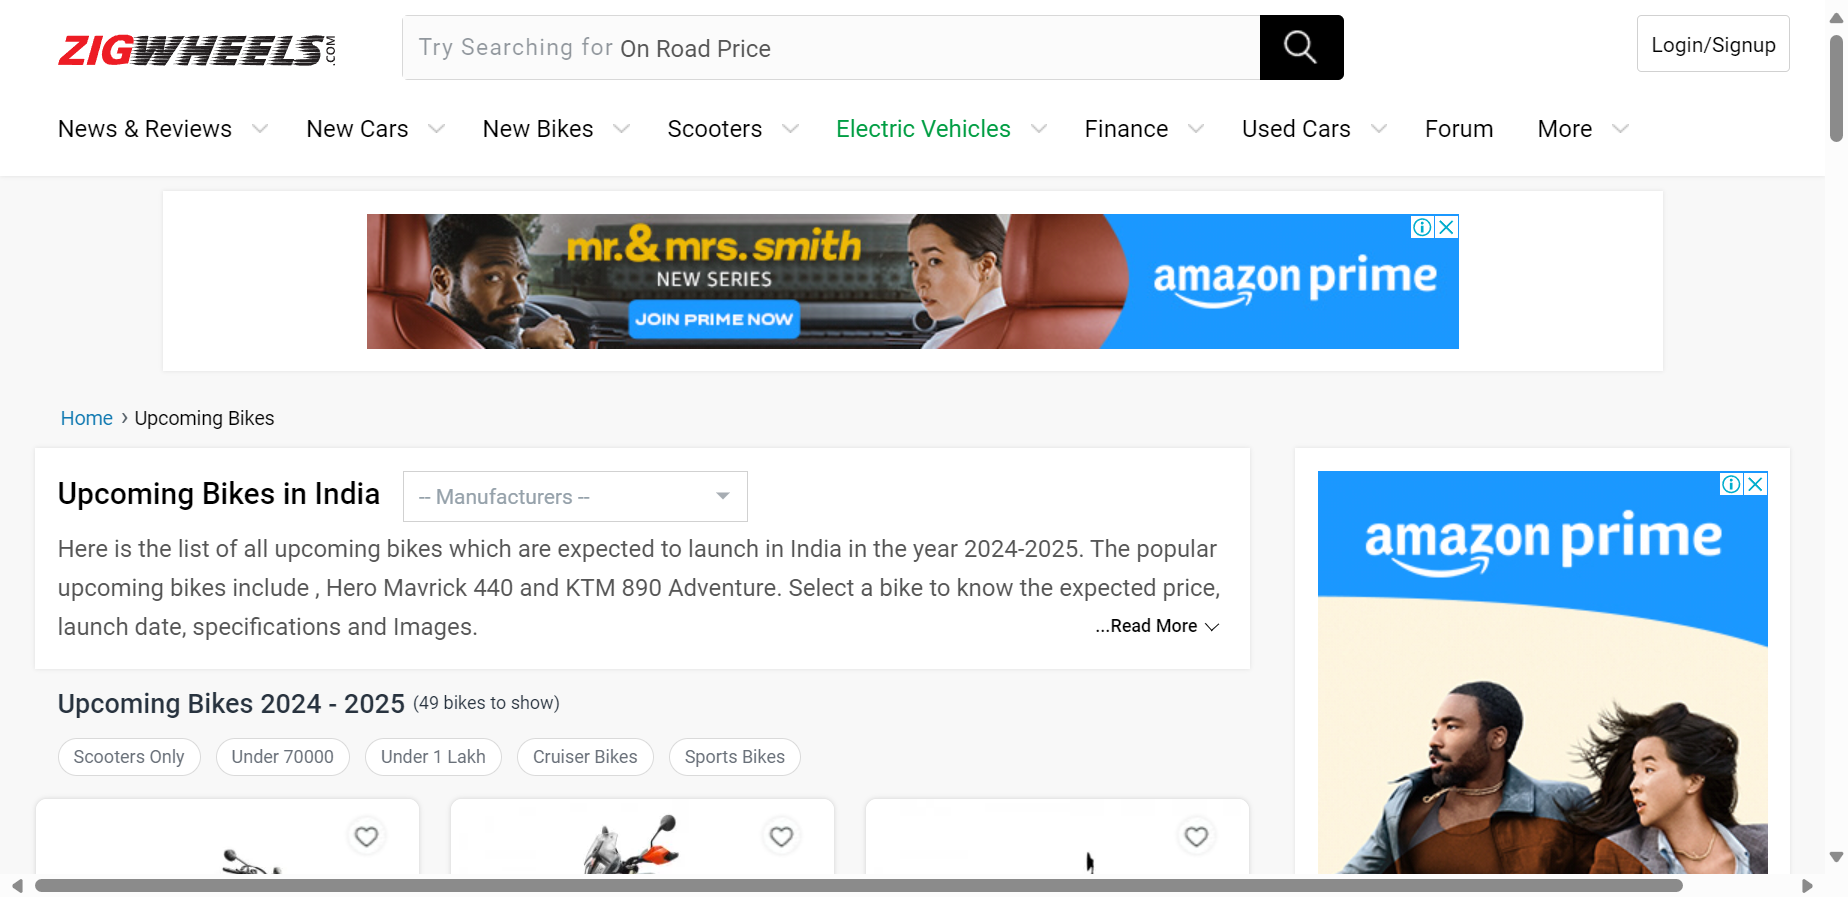 ZIGWHEELS.COM
Try Searching for On Road Price
Login/Signup
News & Reviews New Cars New Bikes Scooters Electric Vehicles Finance Used Cars Forum More
mr. & mrs. smith
NEW SERIES
JOIN PRIME NOW
amazon prime
Home › Upcoming Bikes
Upcoming Bikes in India
-- Manufacturers --
Here is the list of all upcoming bikes which are expected to launch in India in the year 2024-2025. The popular
upcoming bikes include , Hero Mavrick 440 and KTM 890 Adventure. Select a bike to know the expected price,
launch date, specifications and Images.
...Read More
Upcoming Bikes 2024 - 2025 (49 bikes to show)
Scooters Only Under 70000 Under 1 Lakh Cruiser Bikes Sports Bikes
amazon prime